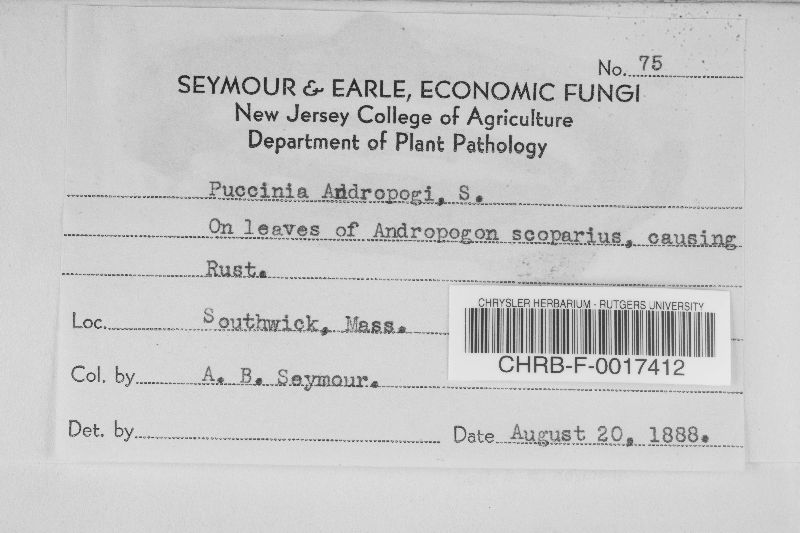 No. 75
SEYMOUR & EARLE, ECONOMIC FUNGI
New Jersey College of Agriculture
Department of Plant Pathology
Puccinia Andropogi, S.
On leaves of Andropogon scoparius, causing
Rust.
Loc. Southwick, Mass.
CHRYSLER HERBARIUM - RUTGERS UNIVERSITY
CHRB-F-0017412
Col. by A. B. Seymour.
Det. by
Date August 20, 1888.